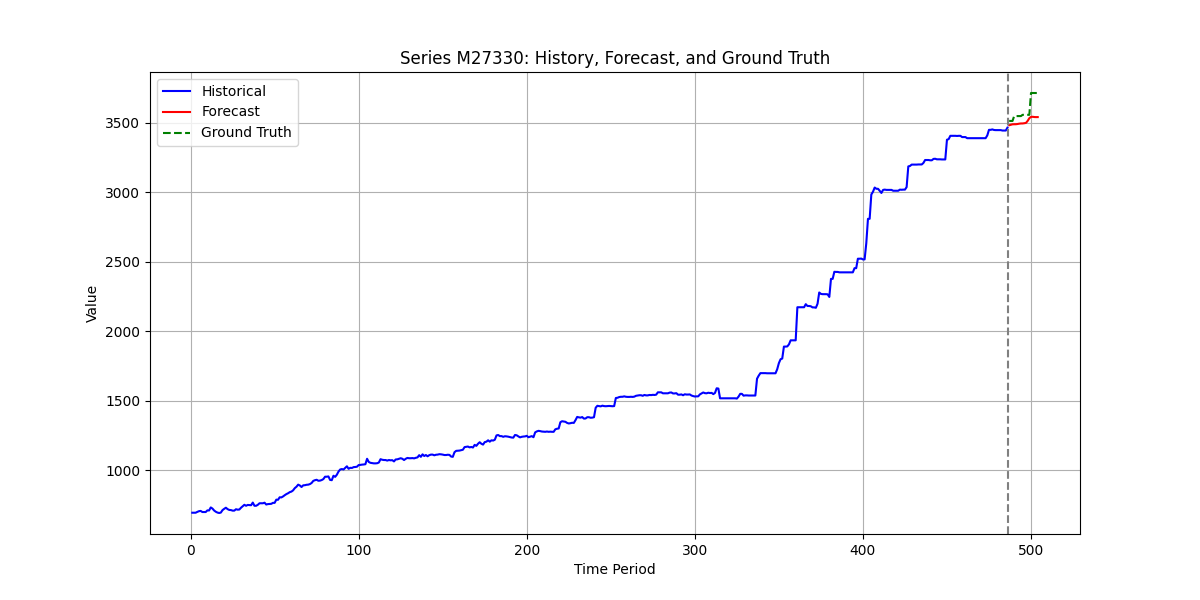 Series M27330: History, Forecast, and Ground Truth
Historical
Forecast
Ground Truth
3500
3000
2500
2000
1500
1000
Value
0
100
200
300
400
500
Time Period